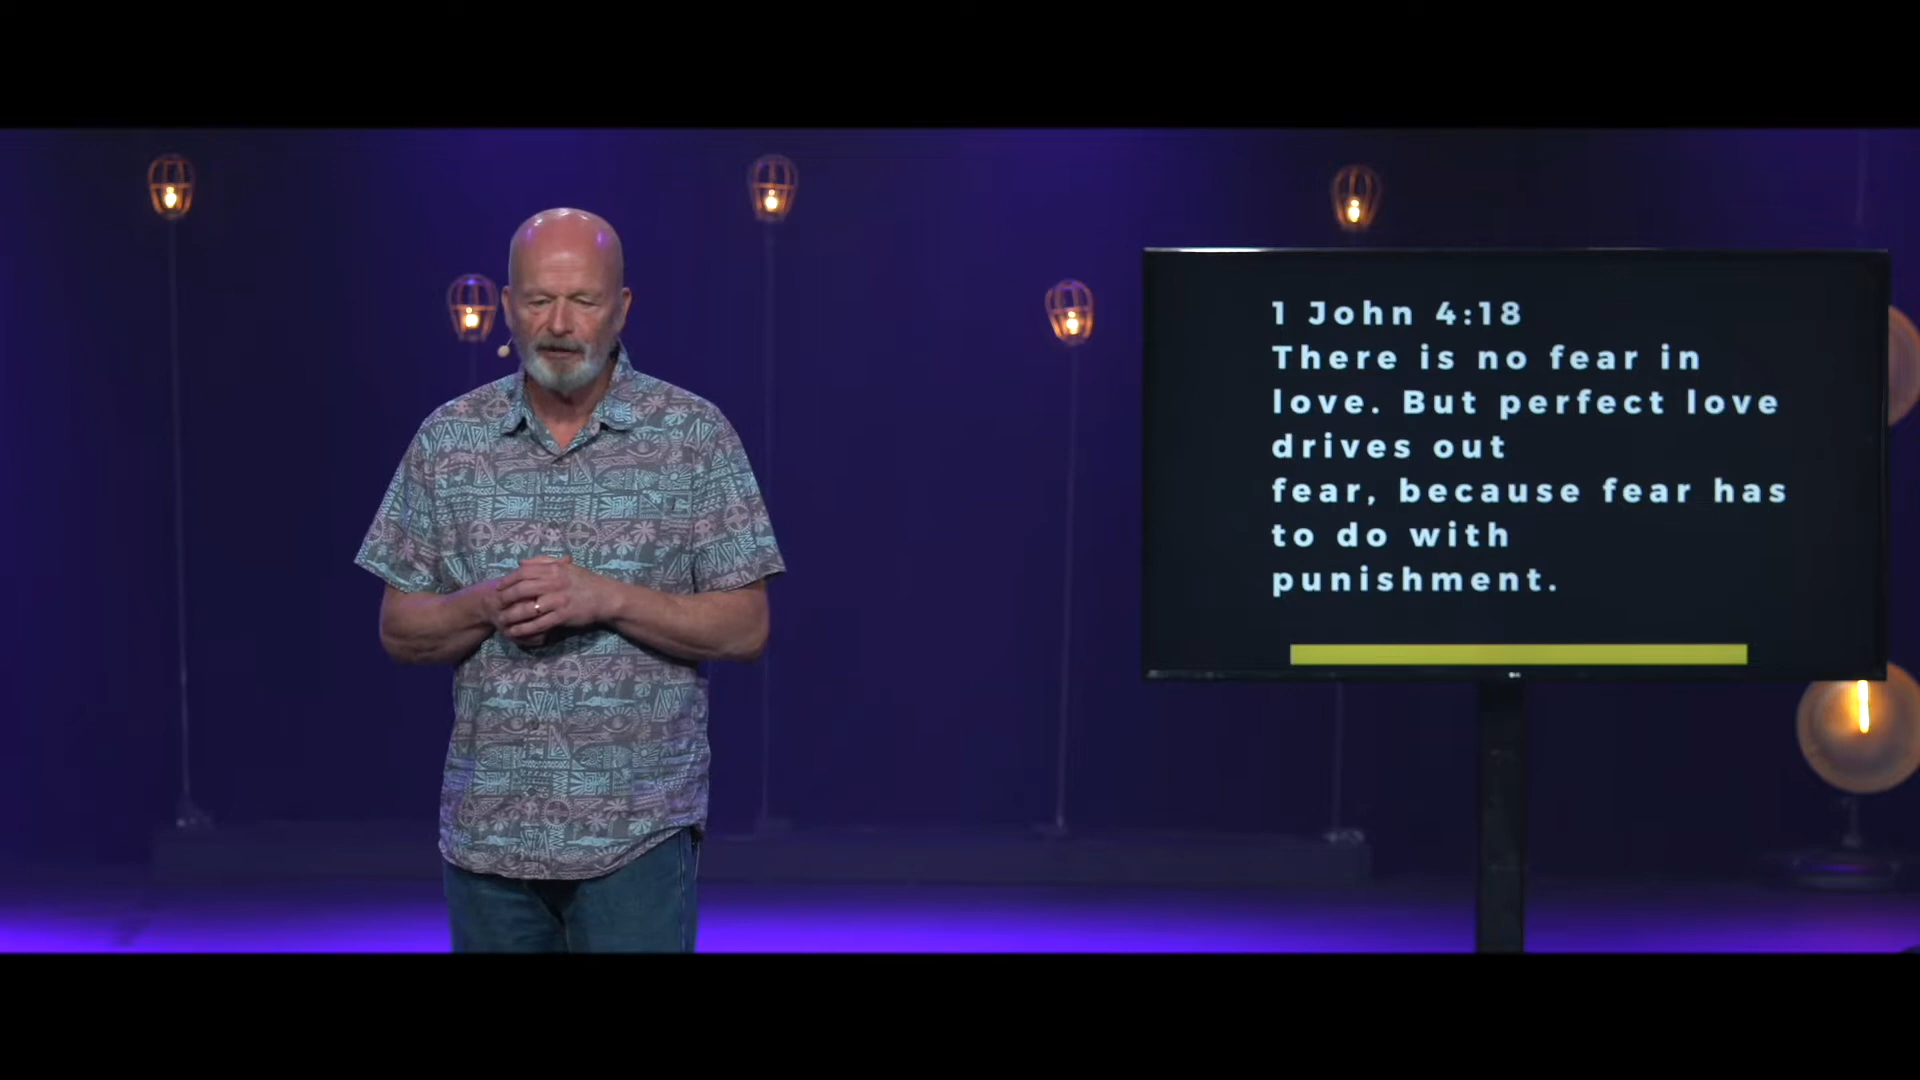 1 John 4:18
There is no fear in
love. But perfect love
drives out
fear, because fear has
to do with
punishment.